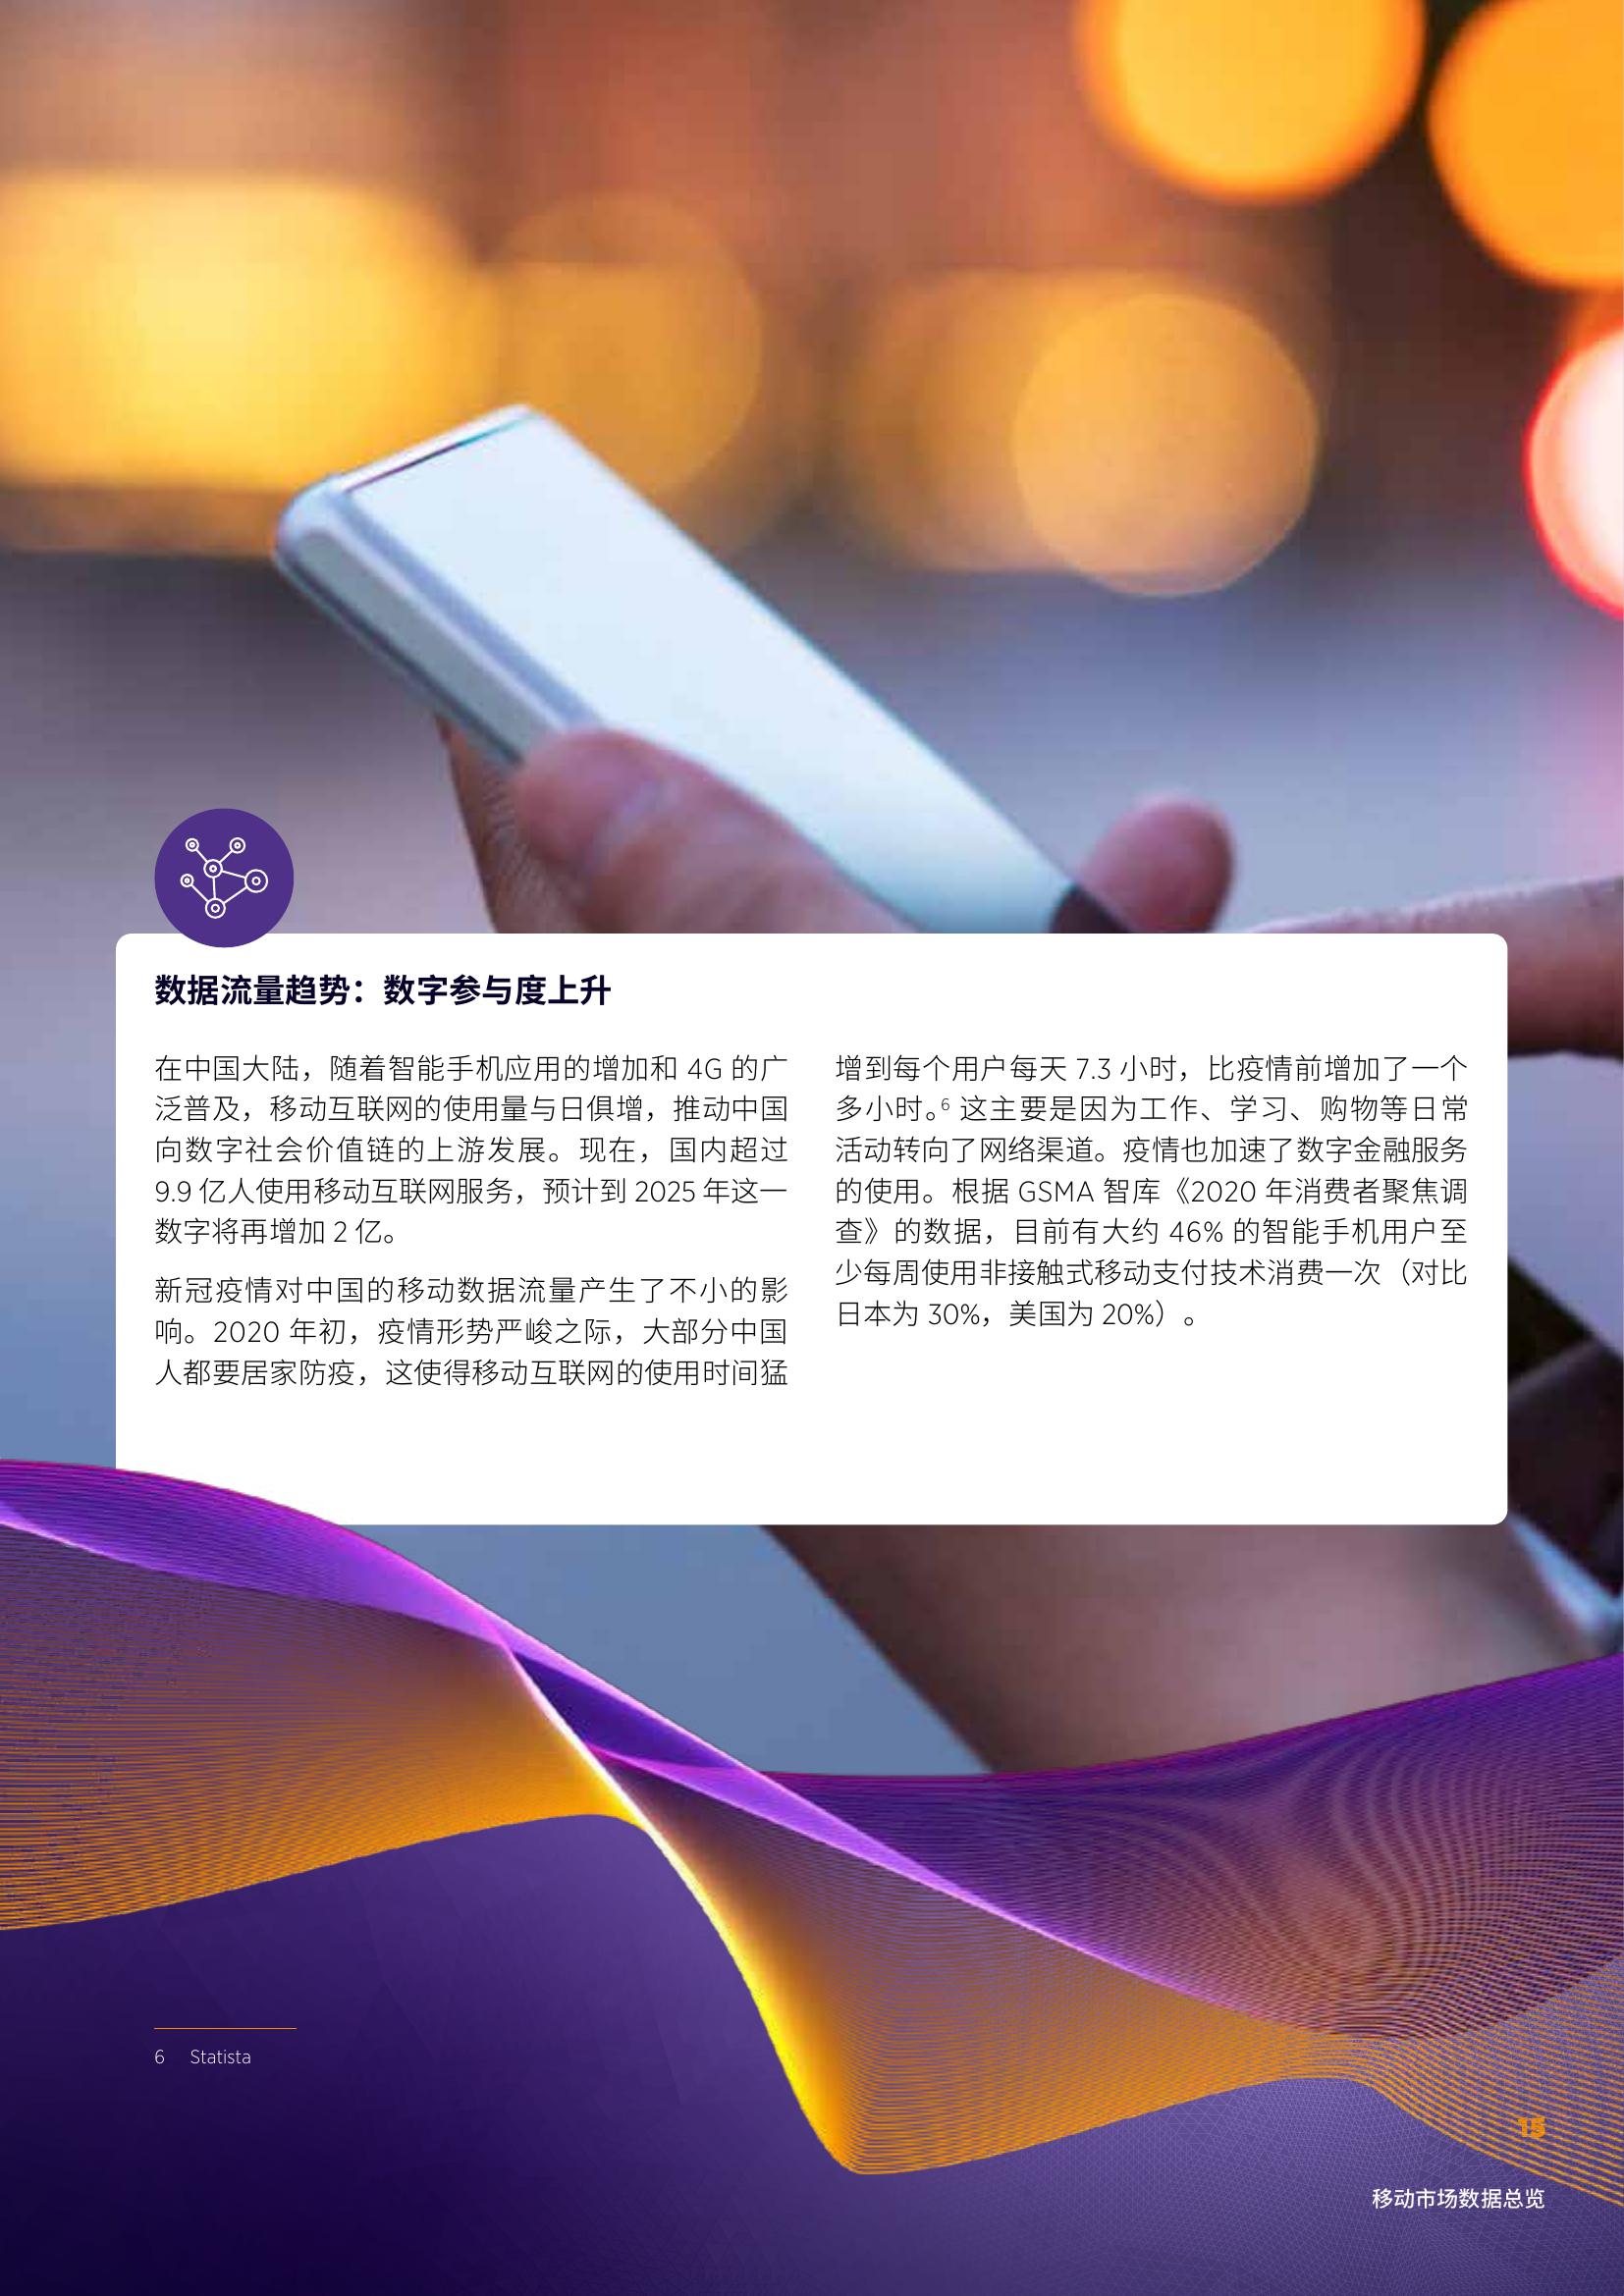 数据流量趋势：数字参与度上升
在中国大陆，随着智能手机应用的增加和 4G 的广
泛普及，移动互联网的使用量与日俱增，推动中国
向数字社会价值链的上游发展。现在，国内超过
9.9 亿人使用移动互联网服务，预计到 2025 年这一
数字将再增加 2 亿。
新冠疫情对中国的移动数据流量产生了不小的影
响。2020 年初，疫情形势严峻之际，大部分中国
人都要居家防疫，这使得移动互联网的使用时间猛
增到每个用户每天 7.3 小时，比疫情前增加了一个
多小时。6 这主要是因为工作、学习、购物等日常
活动转向了网络渠道。疫情也加速了数字金融服务
的使用。根据 GSMA 智库《2020 年消费者聚焦调
查》的数据，目前有大约 46% 的智能手机用户至
少每周使用非接触式移动支付技术消费一次（对比
日本为 30%，美国为 20%）。
6 Statista
15
移动市场数据总览